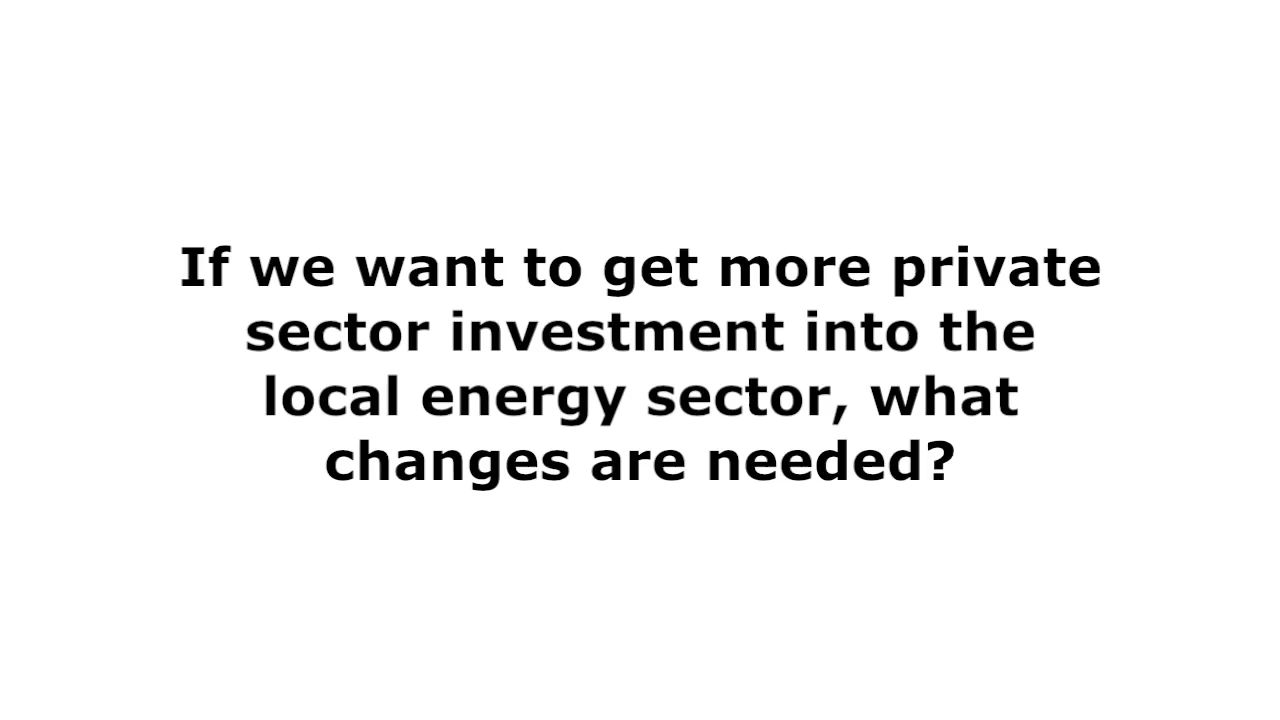 If we want to get more private
sector investment into the
local energy sector, what
changes are needed?